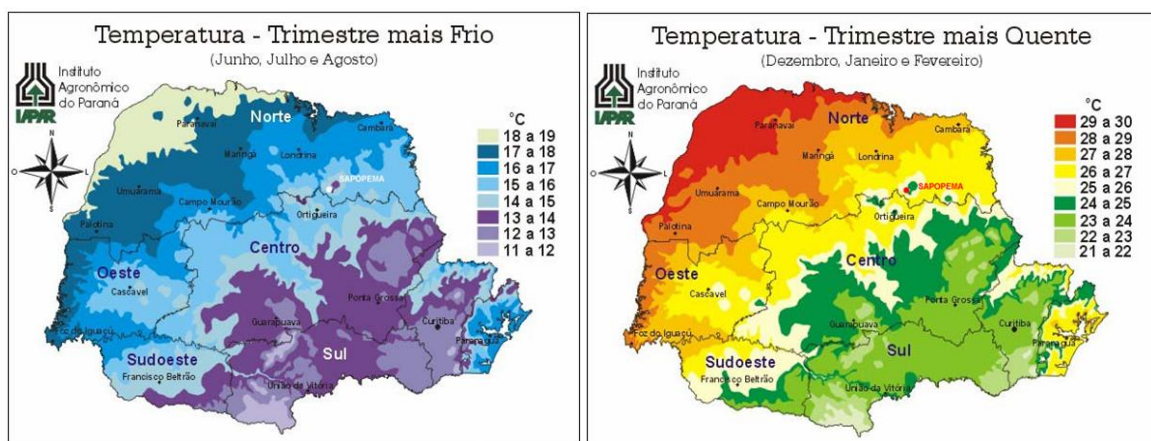 Temperatura - Trimestre mais Frio
(Junho, Julho e Agosto)
Instituto
Agronômico
do Paraná
IAPAR
N
O
L
S
°C
18 a 19
17 a 18
16 a 17
15 a 16
14 a 15
13 a 14
12 a 13
11 a 12
Norte
Paranavaí
Cambará
Maringá
Londrina
SAPOPEMA
Umuarama
Campo Mourão
Ortigueira
Palotina
Centro
Oeste
Cascavel
Ponta Grossa
Foz do Iguaçú
Guarapuava
Curitiba
Paranaguá
Sul
Sudoeste
Francisco Beltrão
União da Vitória
Temperatura - Trimestre mais Quente
(Dezembro, Janeiro e Fevereiro)
Instituto
Agronômico
do Paraná
IAPAR
N
O
L
S
°C
29 a 30
28 a 29
27 a 28
26 a 27
25 a 26
24 a 25
23 a 24
22 a 23
21 a 22
Norte
Paranavaí
Cambará
Maringá
Londrina
SAPOPEMA
Umuarama
Campo Mourão
Ortigueira
Palotina
Centro
Oeste
Cascavel
Ponta Grossa
Foz do Iguaçú
Guarapuava
Curitiba
Paranaguá
Sul
Sudoeste
Francisco Beltrão
União da Vitória